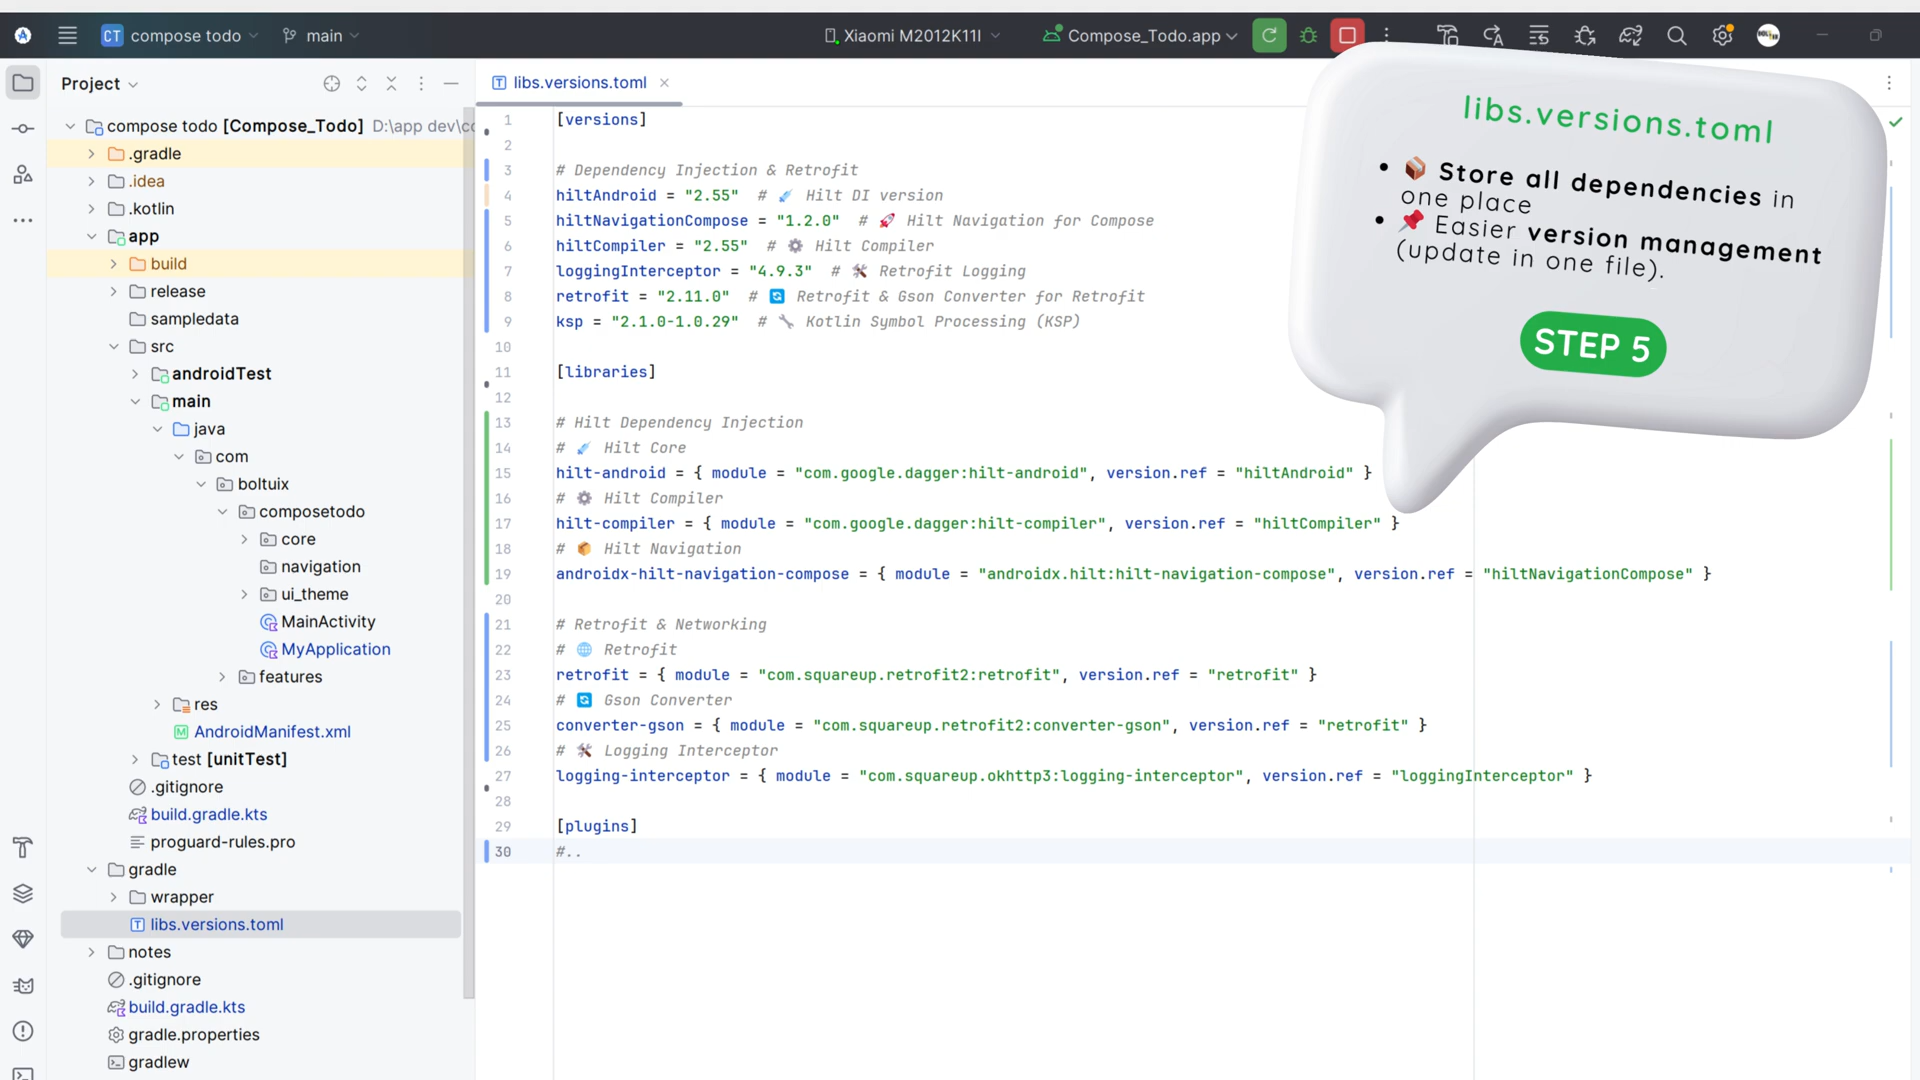 CT compose todo
main
Xiaomi M2012K11I
Compose_Todo.app
Project
libs.versions.toml
compose todo [Compose_Todo] D:\app dev\co
.gradle
.idea
.kotlin
app
build
release
sampledata
src
androidTest
main
java
com
boltuix
composetodo
core
navigation
ui_theme
MainActivity
MyApplication
features
res
AndroidManifest.xml
test [unitTest]
.gitignore
build.gradle.kts
proguard-rules.pro
gradle
wrapper
libs.versions.toml
notes
.gitignore
build.gradle.kts
gradle.properties
gradlew
1 [versions]
2
3 # Dependency Injection & Retrofit
4 hiltAndroid = "2.55" # 🚀 Hilt DI version
5 hiltNavigationCompose = "1.2.0" # 🚀 Hilt Navigation for Compose
6 hiltCompiler = "2.55" # ⚙️ Hilt Compiler
7 loggingInterceptor = "4.9.3" # 🛠 Retrofit Logging
8 retrofit = "2.11.0" # 🔄 Retrofit & Gson Converter for Retrofit
9 ksp = "2.1.0-1.0.29" # 🔧 Kotlin Symbol Processing (KSP)
10
11 [libraries]
12
13 # Hilt Dependency Injection
14 # Hilt Core
15 hilt-android = { module = "com.google.dagger:hilt-android", version.ref = "hiltAndroid" }
16 # ⚙️ Hilt Compiler
17 hilt-compiler = { module = "com.google.dagger:hilt-compiler", version.ref = "hiltCompiler" }
18 # 📦 Hilt Navigation
19 androidx-hilt-navigation-compose = { module = "androidx.hilt:hilt-navigation-compose", version.ref = "hiltNavigationCompose" }
20
21 # Retrofit & Networking
22 # 🌐 Retrofit
23 retrofit = { module = "com.squareup.retrofit2:retrofit", version.ref = "retrofit" }
24 # 🔄 Gson Converter
25 converter-gson = { module = "com.squareup.retrofit2:converter-gson", version.ref = "retrofit" }
26 # 🛠 Logging Interceptor
27 logging-interceptor = { module = "com.squareup.okhttp3:logging-interceptor", version.ref = "loggingInterceptor" }
28
29 [plugins]
30 #..
libs.versions.toml
• 📦 Store all dependencies in
one place
• 📌 Easier version management
(update in one file).
STEP 5